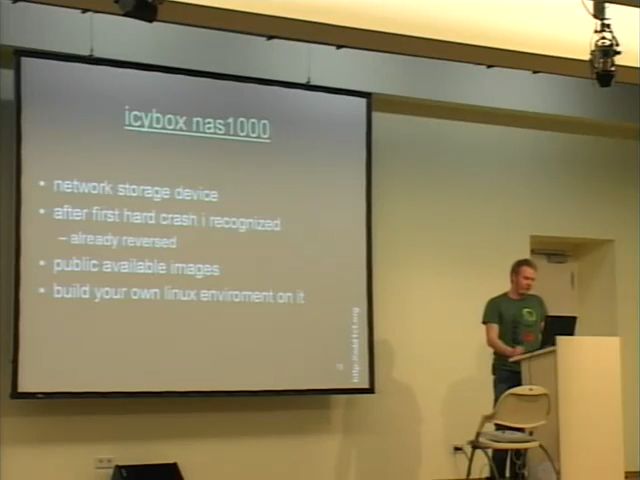 icybox nas1000
• network storage device
• after first hard crash i recognized
– already reversed
• public available images
• build your own linux enviroment on it